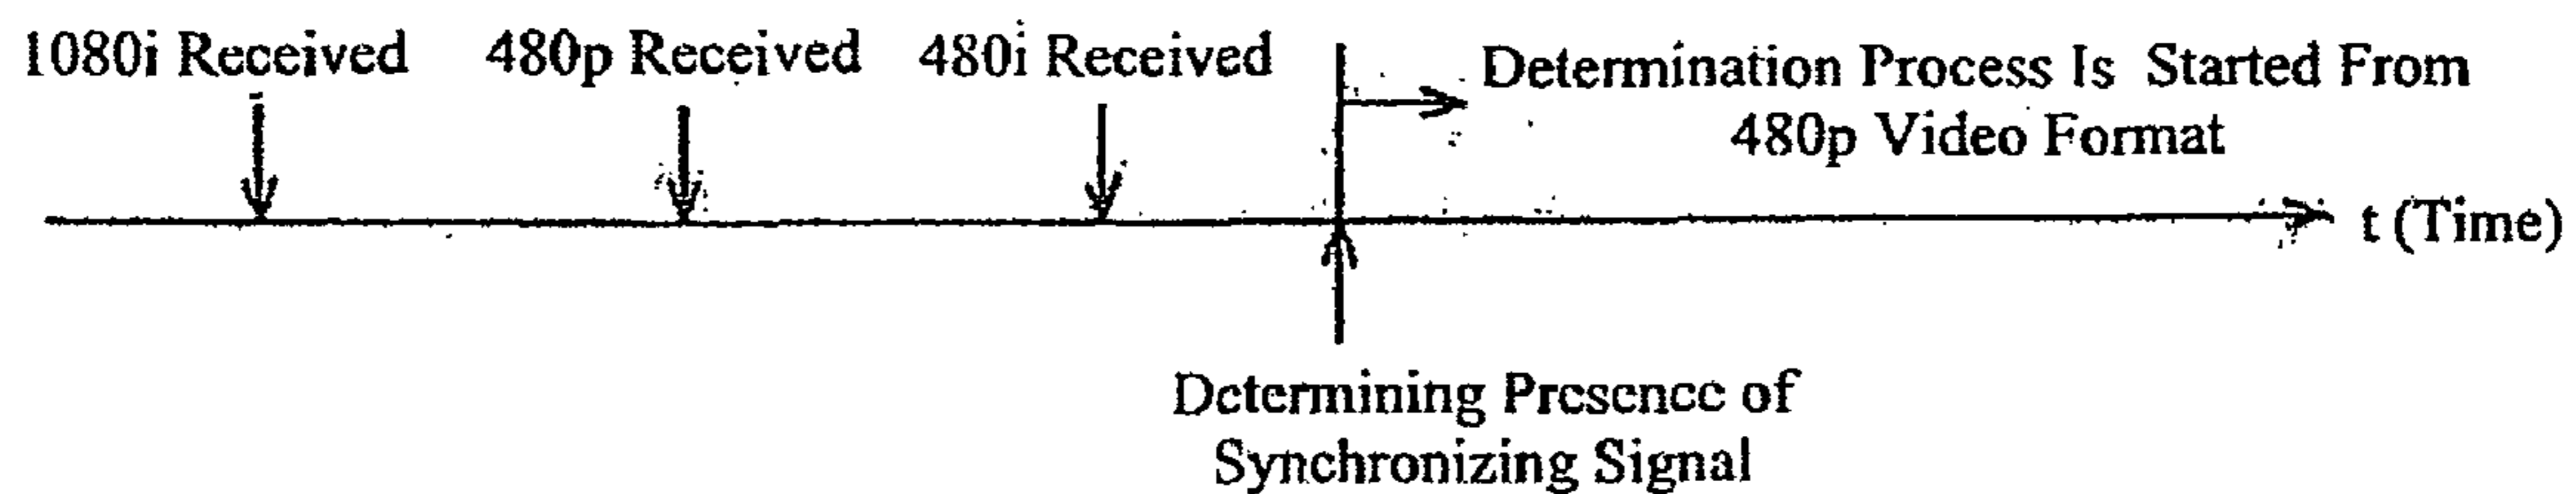 1080i Received
480p Received
480i Received
Determination Process Is Started From
480p Video Format
t (Time)
Determining Presence of
Synchronizing Signal